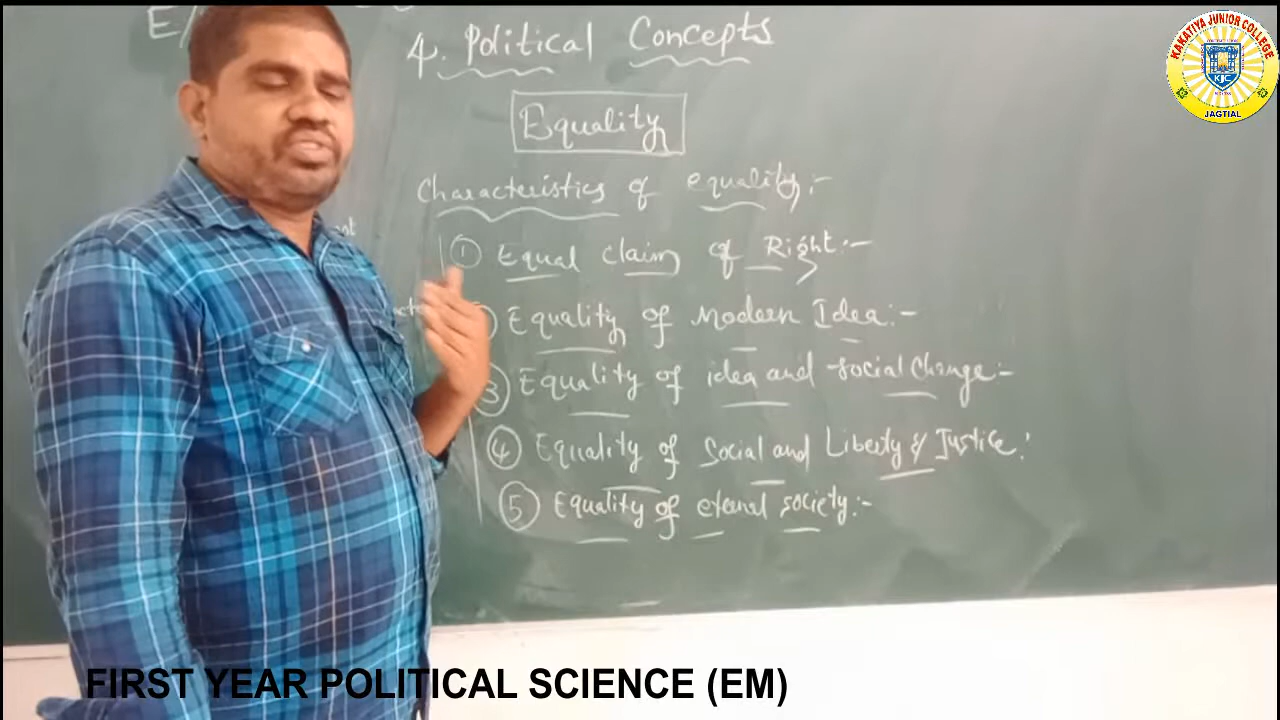 E/
4. Political Concepts
Equality
Characteristics of equality:-
① Equal claim of Right:-
Equality of modern Idea:-
③ Equality of idea and social change:-
④ Equality of Social and Liberty & Justice:
⑤ Equality of eternal society:-
KAKATIYA JUNIOR COLLEGE
KJC
JAGTIAL
FIRST YEAR POLITICAL SCIENCE (EM)